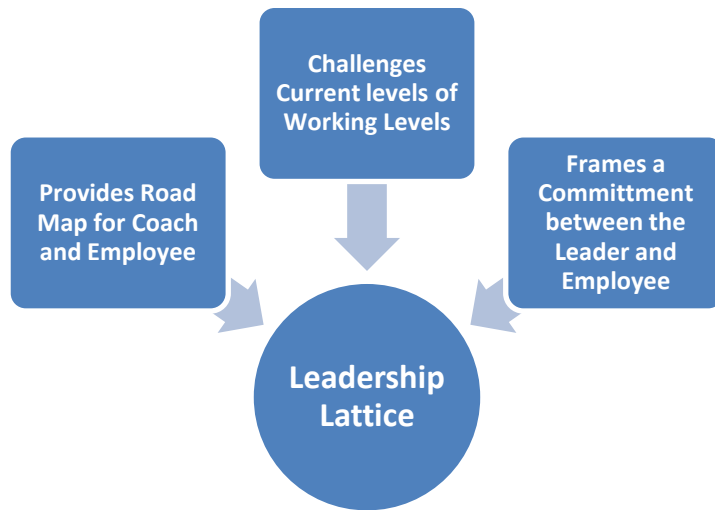 Provides Road
Map for Coach
and Employee
Challenges
Current levels of
Working Levels
Frames a
Committment
between the
Leader and
Employee
Leadership
Lattice